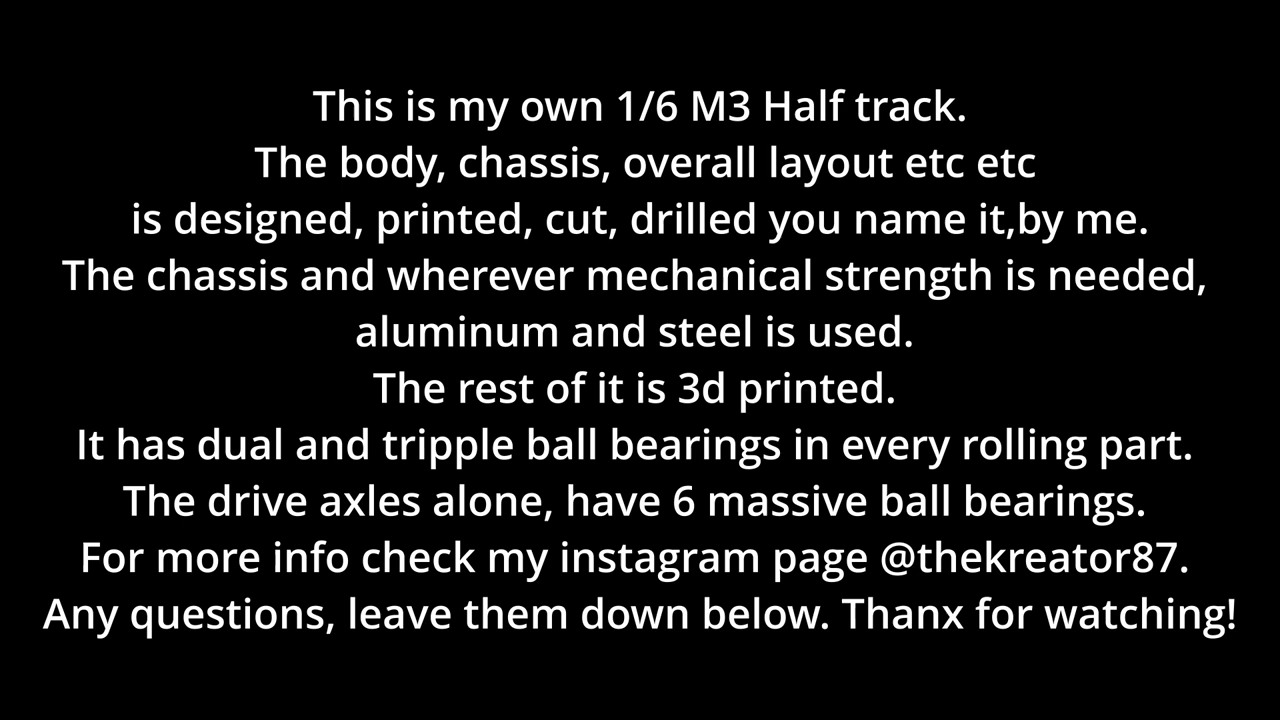 This is my own 1/6 M3 Half track.
The body, chassis, overall layout etc etc
is designed, printed, cut, drilled you name it,by me.
The chassis and wherever mechanical strength is needed,
aluminum and steel is used.
The rest of it is 3d printed.
It has dual and tripple ball bearings in every rolling part.
The drive axles alone, have 6 massive ball bearings.
For more info check my instagram page @thekreator87.
Any questions, leave them down below. Thanx for watching!